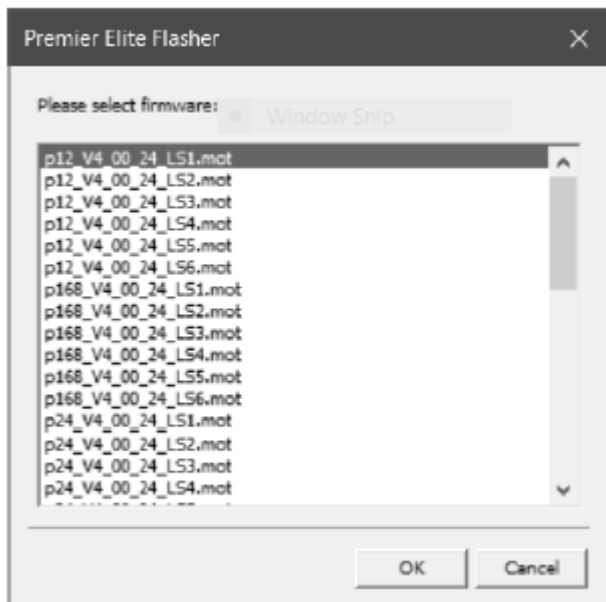 Premier Elite Flasher
Please select firmware:
Window Snip
p12_V4_00_24_LS1.mot
p12_V4_00_24_LS2.mot
p12_V4_00_24_LS3.mot
p12_V4_00_24_LS4.mot
p12_V4_00_24_LS5.mot
p12_V4_00_24_LS6.mot
p168_V4_00_24_LS1.mot
p168_V4_00_24_LS2.mot
p168_V4_00_24_LS3.mot
p168_V4_00_24_LS4.mot
p168_V4_00_24_LS5.mot
p168_V4_00_24_LS6.mot
p24_V4_00_24_LS1.mot
p24_V4_00_24_LS2.mot
p24_V4_00_24_LS3.mot
p24_V4_00_24_LS4.mot
OK
Cancel